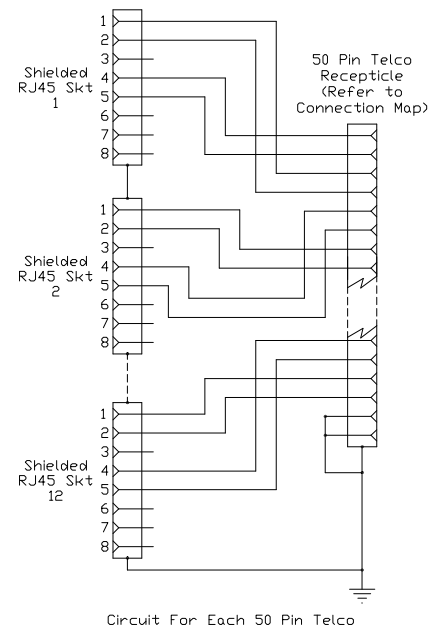 1
2
3
4
5
6
7
8
Shielded
RJ45 Skt
1
50 Pin Telco
Recepticle
(Refer to
Connection Map)
1
2
3
4
5
6
7
8
Shielded
RJ45 Skt
2
1
2
3
4
5
6
7
8
Shielded
RJ45 Skt
12
Circuit For Each 50 Pin Telco